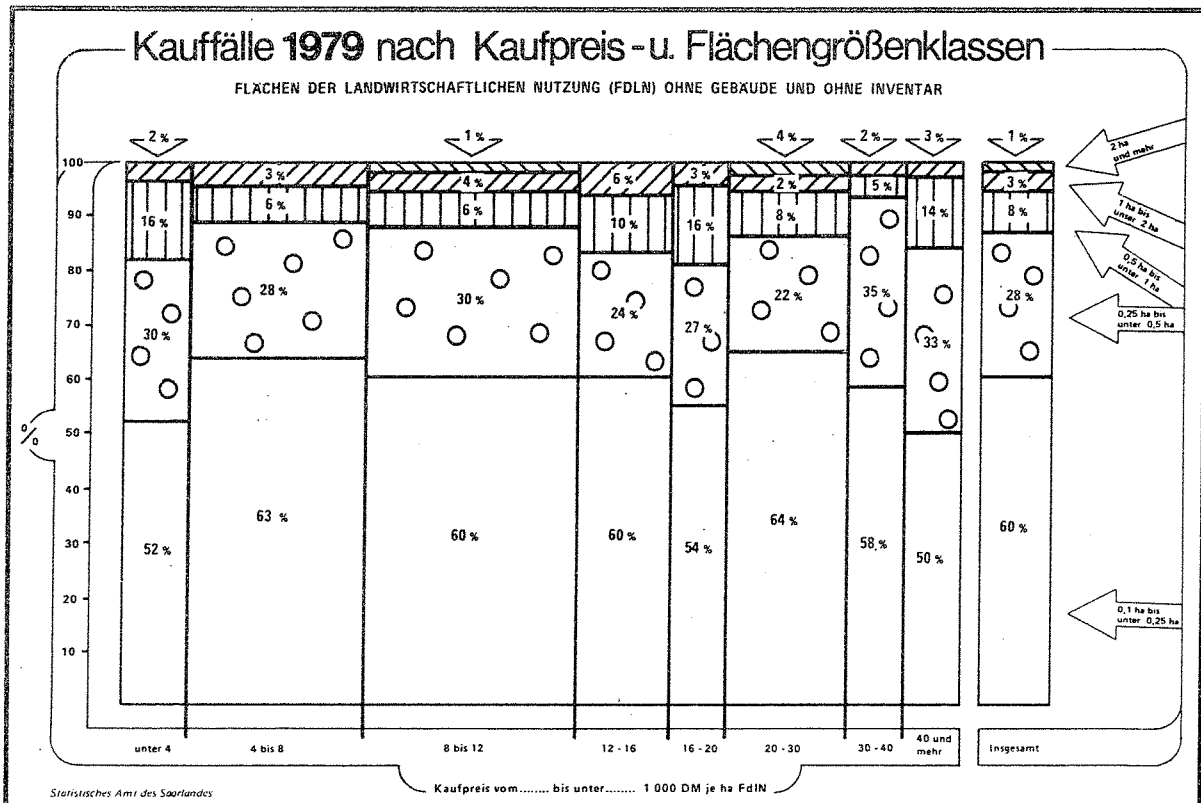 Kauffälle 1979 nach Kaufpreis-u. Flächengrößenklassen
FLÄCHEN DER LANDWIRTSCHAFTLICHEN NUTZUNG (FDLN) OHNE GEBÄUDE UND OHNE INVENTAR
2% 1% 4% 2% 3% 1%
2 ha
und mehr
100
3% 4% 6% 3% 2% 5% 3%
1 ha bis
unter 2 ha
90
16% 6% 6% 10% 16% 8% 14% 8%
0,5 ha bis
unter 1 ha
80
30% 28% 30% 24% 27% 22% 35% 33% 28%
0,25 ha bis
unter 0,5 ha
70
60
%
50
40
52% 63% 60% 60% 54% 64% 58% 50% 60%
30
20
0,1 ha bis
unter 0,25 ha
10
unter 4 4 bis 8 8 bis 12 12 - 16 16 - 20 20 - 30 30 - 40 40 und
mehr
Insgesamt
Kaufpreis vom........ bis unter........ 1 000 DM je ha FdlN
Statistisches Amt des Saarlandes